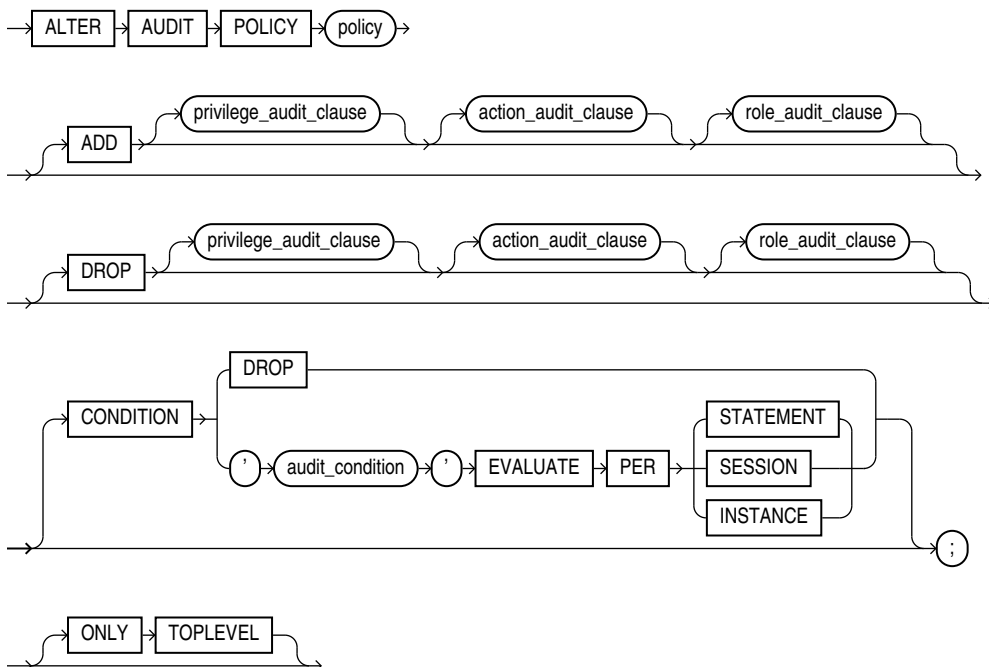 ALTER AUDIT POLICY policy
privilege_audit_clause action_audit_clause role_audit_clause
ADD
privilege_audit_clause action_audit_clause role_audit_clause
DROP
DROP
CONDITION STATEMENT
' audit_condition ' EVALUATE PER SESSION
INSTANCE
;
ONLY TOPLEVEL